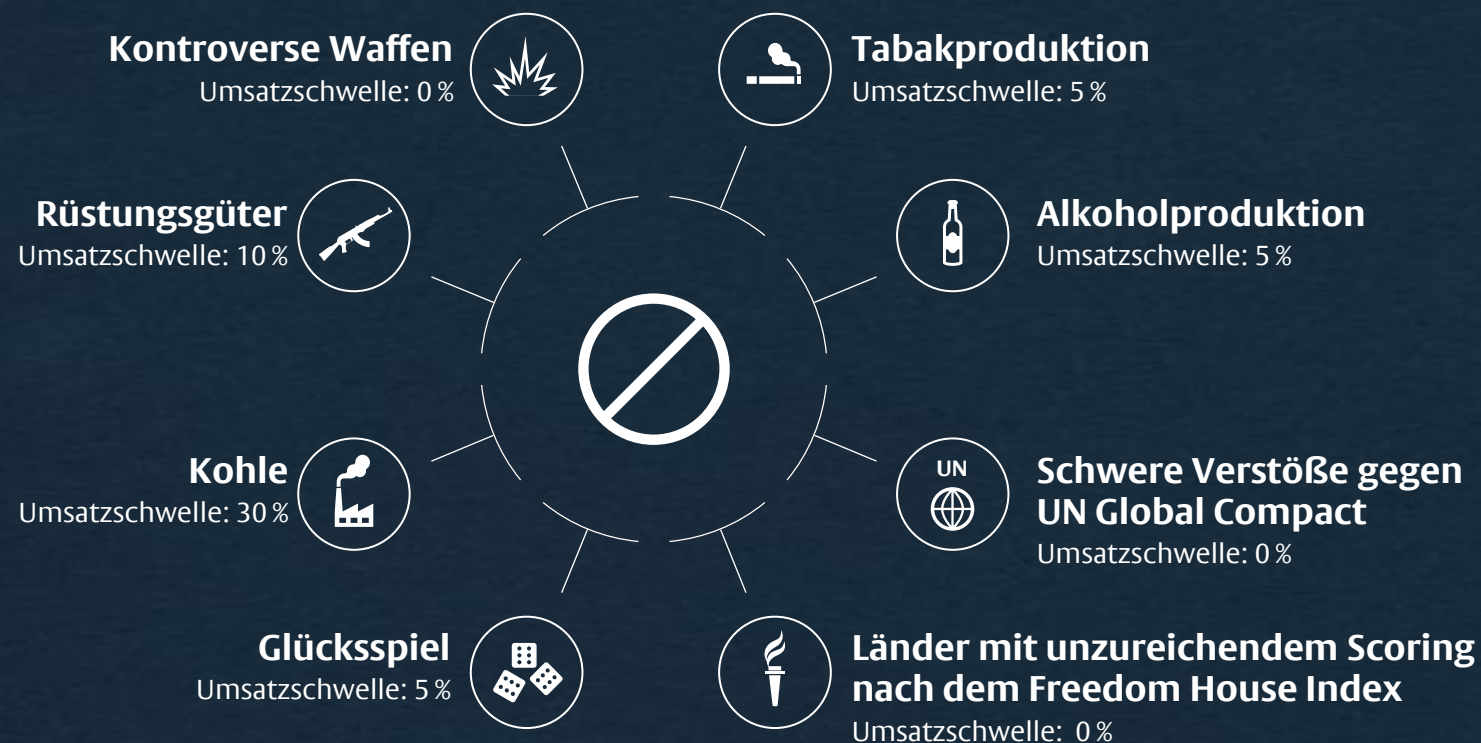 Kontroverse Waffen
Umsatzschwelle: 0 %
Tabakproduktion
Umsatzschwelle: 5 %
Rüstungsgüter
Umsatzschwelle: 10 %
Alkoholproduktion
Umsatzschwelle: 5 %
Kohle
Umsatzschwelle: 30 %
UN
Schwere Verstöße gegen
UN Global Compact
Umsatzschwelle: 0 %
Glücksspiel
Umsatzschwelle: 5 %
Länder mit unzureichendem Scoring
nach dem Freedom House Index
Umsatzschwelle: 0 %